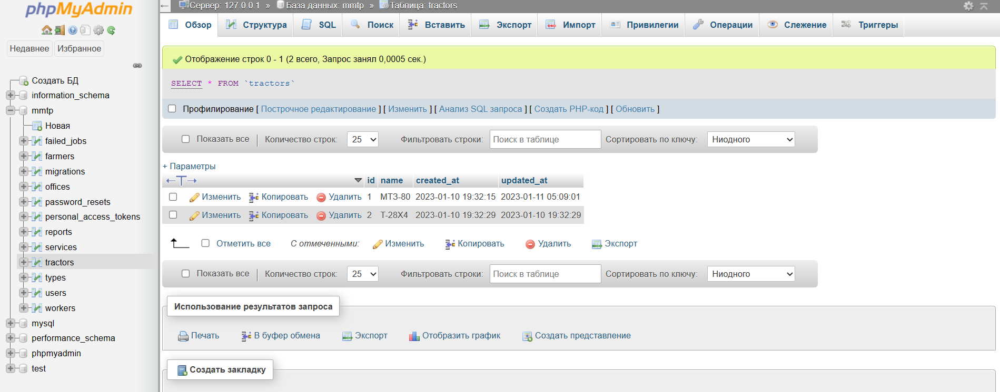 phpMyAdmin
Недавнее Избранное
Создать БД
information_schema
mmtp
Новая
failed_jobs
farmers
migrations
offices
password_resets
personal_access_tokens
reports
services
tractors
types
users
workers
mysql
performance_schema
phpmyadmin
test
Сервер: 127.0.0.1 » База данных: mmtp » Таблица: tractors
Обзор Структура SQL Поиск Вставить Экспорт Импорт Привилегии Операции Слежение Триггеры
Отображение строк 0 - 1 (2 всего, Запрос занял 0,0005 сек.)
SELECT * FROM `tractors`
Профилирование [ Построчное редактирование ] [ Изменить ] [ Анализ SQL запроса ] [ Создать PHP-код ] [ Обновить ]
Показать все | Количество строк: 25 Фильтровать строки: Поиск в таблице Сортировать по ключу: Ниодного
+ Параметры
←T→ id name created_at updated_at
Изменить Копировать Удалить 1 МТЗ-80 2023-01-10 19:32:15 2023-01-11 05:09:01
Изменить Копировать Удалить 2 Т-28Х4 2023-01-10 19:32:29 2023-01-10 19:32:29
Отметить все С отмеченными: Изменить Копировать Удалить Экспорт
Показать все | Количество строк: 25 Фильтровать строки: Поиск в таблице Сортировать по ключу: Ниодного
Использование результатов запроса
Печать В буфер обмена Экспорт Отобразить график Создать представление
Создать закладку